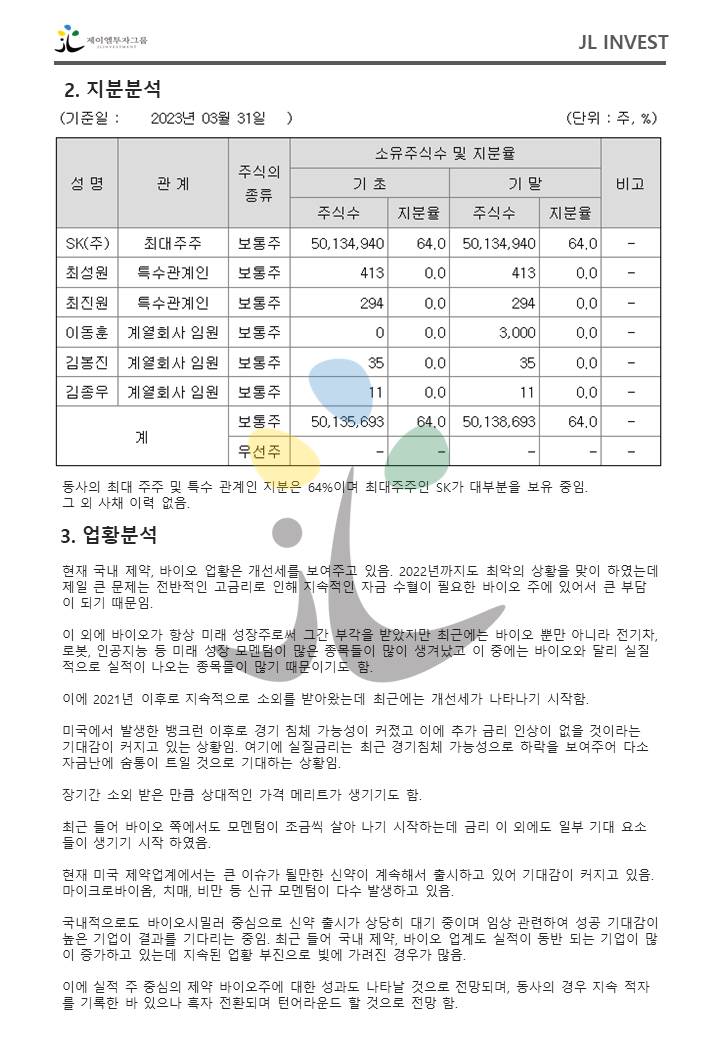 제이엘투자그룹
JL INVESTMENT
JL INVEST
2. 지분분석
(기준일 : 2023년 03월 31일 )
(단위 : 주, %)
성 명 관 계 주식의 종류 소유주식수 및 지분율 비고
기 초 기 말
주식수 지분율 주식수 지분율
SK(주) 최대주주 보통주 50,134,940 64.0 50,134,940 64.0 -
최성원 특수관계인 보통주 413 0.0 413 0.0 -
최진원 특수관계인 보통주 294 0.0 294 0.0 -
이동훈 계열회사 임원 보통주 0 0.0 3,000 0.0 -
김봉진 계열회사 임원 보통주 35 0.0 35 0.0 -
김종우 계열회사 임원 보통주 11 0.0 11 0.0 -
계 보통주 50,135,693 64.0 50,138,693 64.0 -
우선주 - - - - -
동사의 최대 주주 및 특수 관계인 지분은 64%이며 최대주주인 SK가 대부분을 보유 중임.
그 외 사채 이력 없음.
3. 업황분석
현재 국내 제약, 바이오 업황은 개선세를 보여주고 있음. 2022년까지도 최악의 상황을 맞이 하였는데
제일 큰 문제는 전반적인 고금리로 인해 지속적인 자금 수혈이 필요한 바이오 주에 있어서 큰 부담
이 되기 때문임.
이 외에 바이오가 항상 미래 성장주로써 그간 부각을 받았지만 최근에는 바이오 뿐만 아니라 전기차,
로봇, 인공지능 등 미래 성장 모멘텀이 많은 종목들이 많이 생겨났고 이 중에는 바이오와 달리 실질
적으로 실적이 나오는 종목들이 많기 때문이기도 함.
이에 2021년 이후로 지속적으로 소외를 받아왔는데 최근에는 개선세가 나타나기 시작함.
미국에서 발생한 뱅크런 이후로 경기 침체 가능성이 커졌고 이에 추가 금리 인상이 없을 것이라는
기대감이 커지고 있는 상황임. 여기에 실질금리는 최근 경기침체 가능성으로 하락을 보여주어 다소
자금난에 숨통이 트일 것으로 기대하는 상황임.
장기간 소외 받은 만큼 상대적인 가격 메리트가 생기기도 함.
최근 들어 바이오 쪽에서도 모멘텀이 조금씩 살아 나기 시작하는데 금리 이 외에도 일부 기대 요소
들이 생기기 시작 하였음.
현재 미국 제약업계에서는 큰 이슈가 될만한 신약이 계속해서 출시하고 있어 기대감이 커지고 있음.
마이크로바이옴, 치매, 비만 등 신규 모멘텀이 다수 발생하고 있음.
국내적으로도 바이오시밀러 중심으로 신약 출시가 상당히 대기 중이며 임상 관련하여 성공 기대감이
높은 기업이 결과를 기다리는 중임. 최근 들어 국내 제약, 바이오 업계도 실적이 동반 되는 기업이 많
이 증가하고 있는데 지속된 업황 부진으로 빛에 가려진 경우가 많음.
이에 실적 주 중심의 제약 바이오주에 대한 성과도 나타날 것으로 전망되며, 동사의 경우 지속 적자
를 기록한 바 있으나 흑자 전환되며 턴어라운드 할 것으로 전망 함.